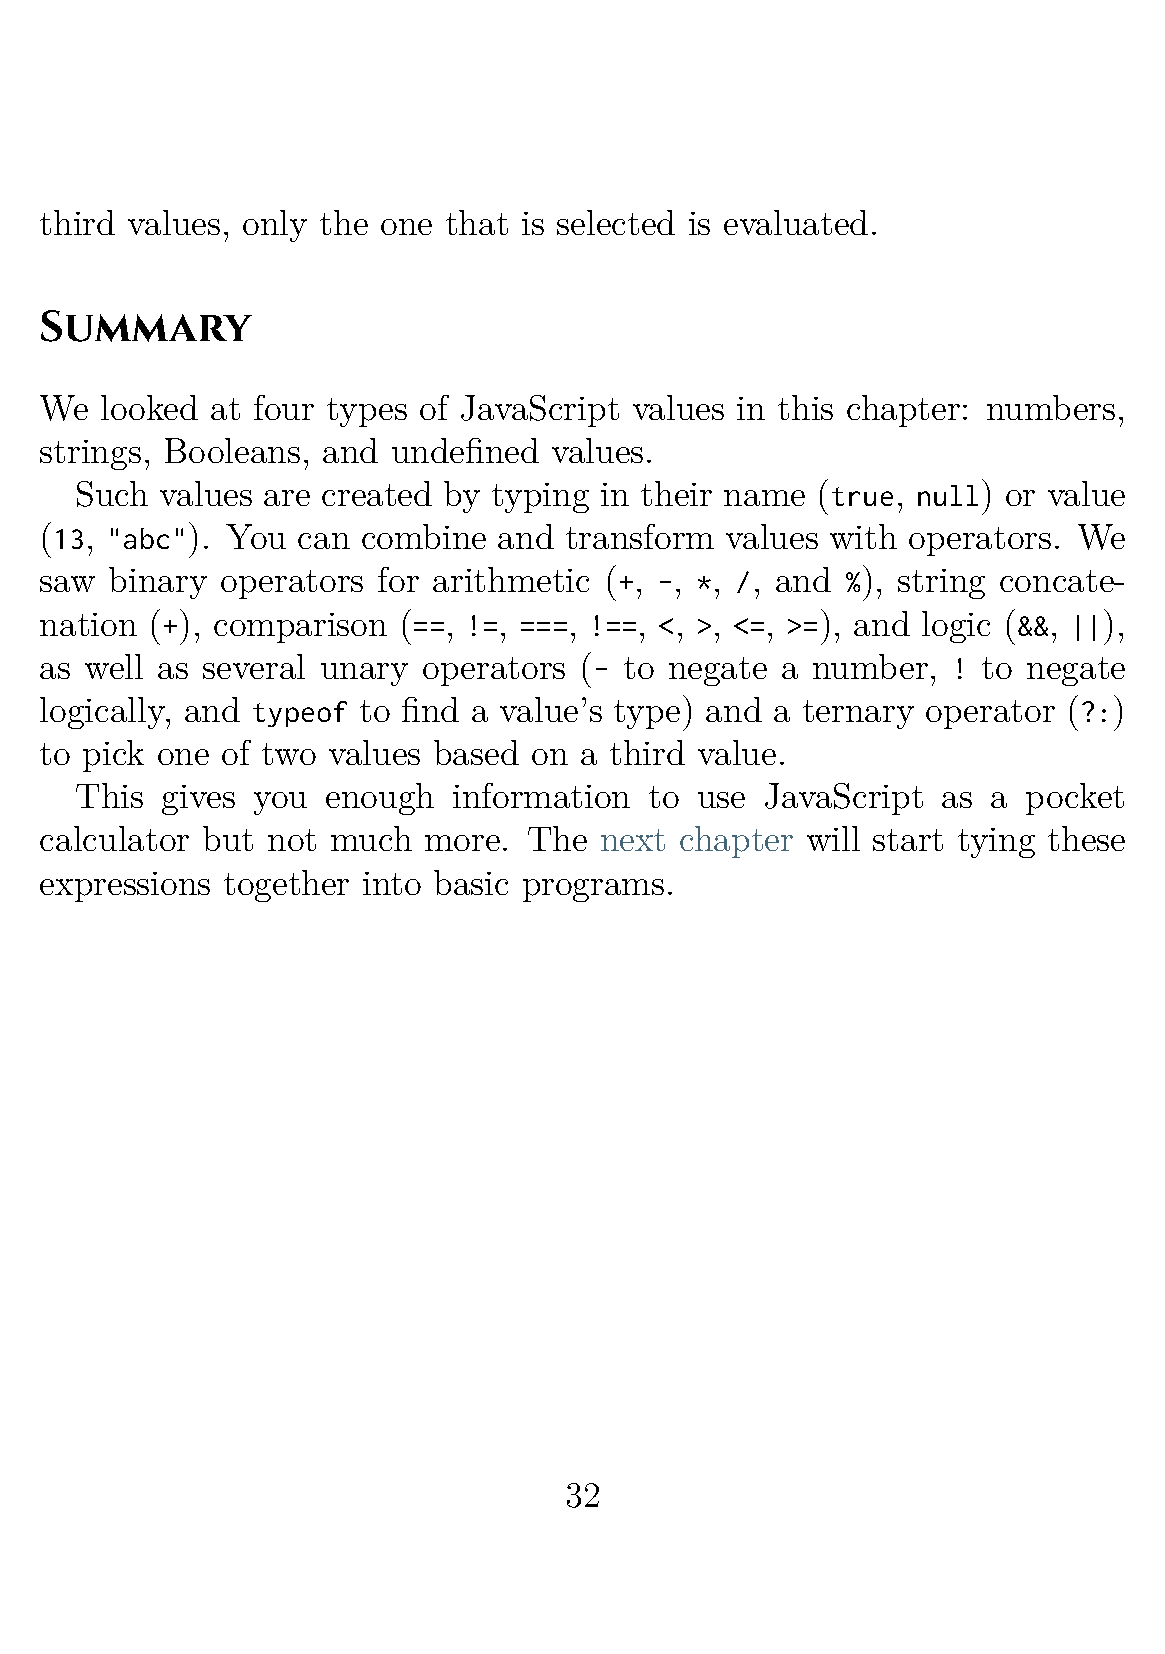 third values, only the one that is selected is evaluated.
Summary
We looked at four types of JavaScript values in this chapter: numbers,
strings, Booleans, and undefined values.
Such values are created by typing in their name (true, null) or value
(13, "abc"). You can combine and transform values with operators. We
saw binary operators for arithmetic (+, -, *, /, and %), string concate-
nation (+), comparison (==, !=, ===, !==, <, >, <=, >=), and logic (&&, ||),
as well as several unary operators (- to negate a number, ! to negate
logically, and typeof to find a value's type) and a ternary operator (?:)
to pick one of two values based on a third value.
This gives you enough information to use JavaScript as a pocket
calculator but not much more. The next chapter will start tying these
expressions together into basic programs.
32